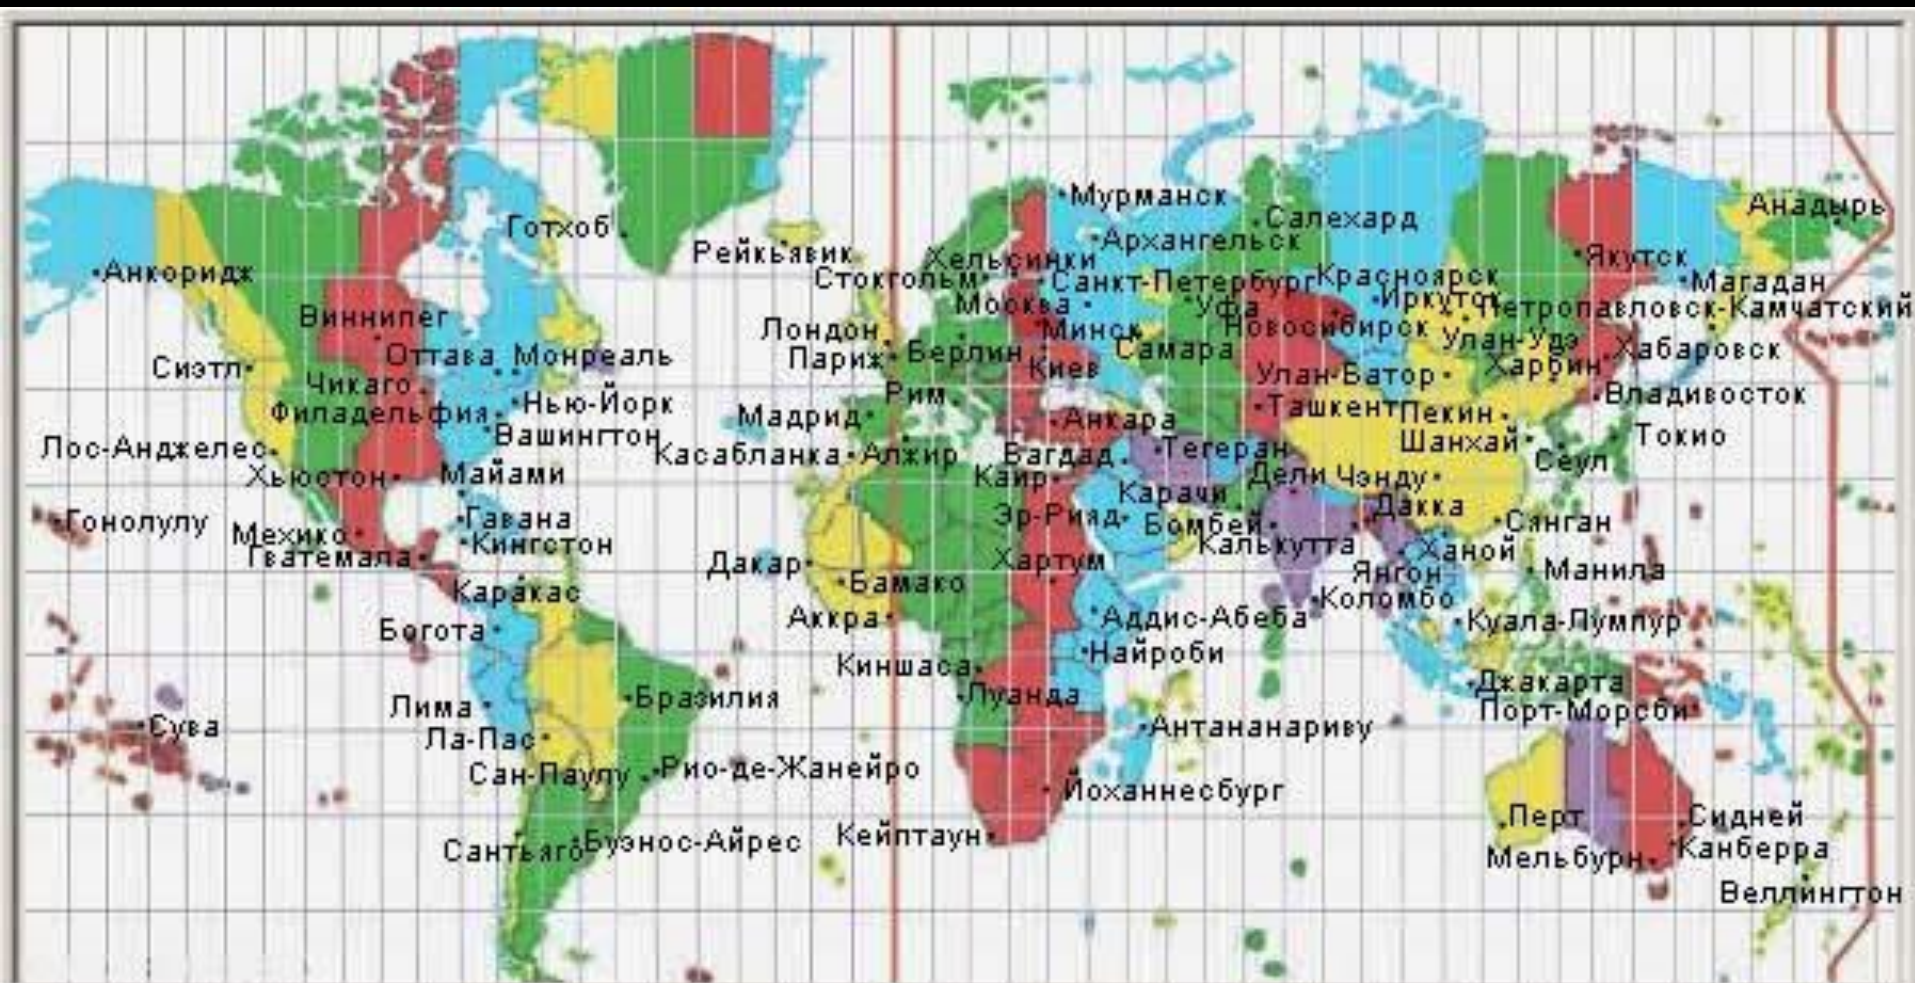 Мурманск
Анадырь
Салехард
Готхоб
Архангельск
Рейкьявик
Хельсинки
Якутск
Анкоридж
Стокгольм
Санкт-Петербург
Красноярск
Магадан
Москва
Уфа
Иркутск
Петропавловск-Камчатский
Виннипег
Лондон
Минск
Новосибирск
Улан-Удэ
Оттава
Монреаль
Париж
Берлин
Самара
Хабаровск
Сиэтл
Киев
Улан-Батор
Харбин
Чикаго
Рим
Владивосток
Филадельфия
Нью-Йорк
Мадрид
Анкара
Ташкент
Пекин
Вашингтон
Шанхай
Токио
Лос-Анджелес
Касабланка
Алжир
Багдад
Тегеран
Сеул
Хьюстон
Майами
Каир
Дели
Чэнду
Карачи
Дакка
Гонолулу
Гавана
Эр-Рияд
Бомбей
Сянган
Мехико
Кингстон
Калькутта
Ханой
Гватемала
Дакар
Хартум
Янгон
Манила
Бамако
Каракас
Коломбо
Аккра
Аддис-Абеба
Куала-Лумпур
Богота
Найроби
Киншаса
Джакарта
Луанда
Бразилия
Лима
Порт-Морсби
Сува
Антананариву
Ла-Пас
Сан-Паулу
Рио-де-Жанейро
Йоханнесбург
Перт
Сидней
Кейптаун
Буэнос-Айрес
Сантьяго
Канберра
Мельбурн
Веллингтон